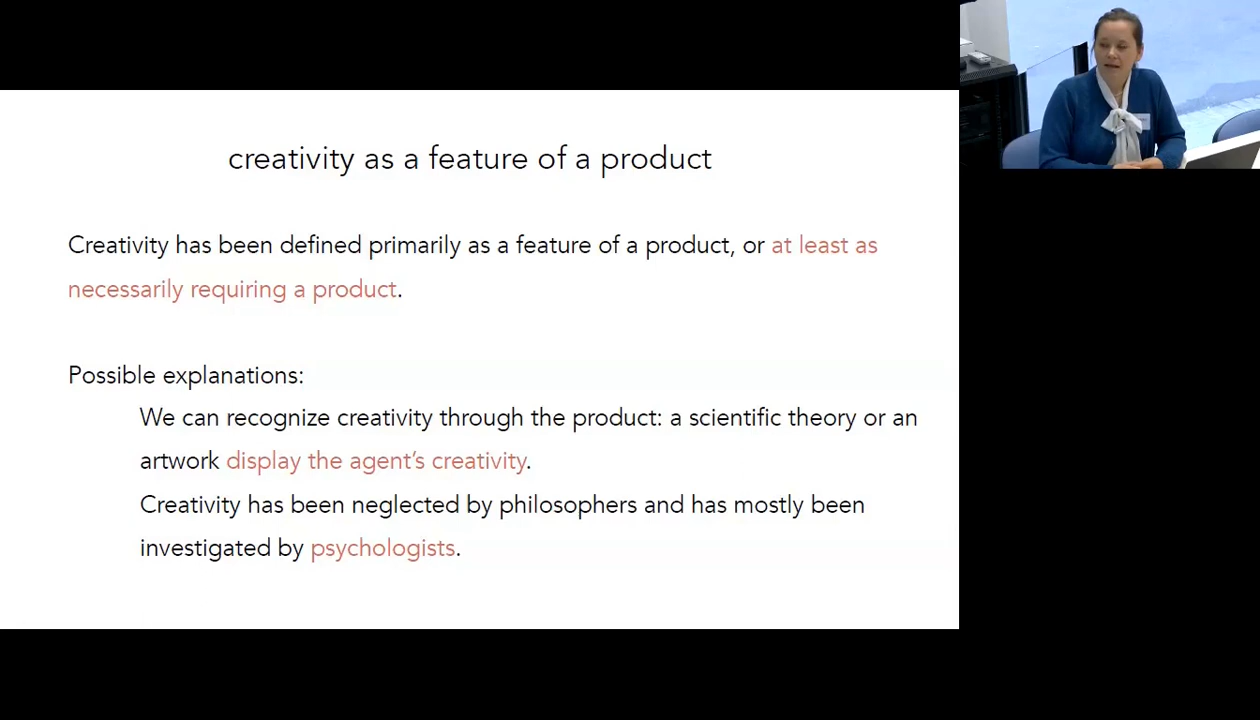 creativity as a feature of a product
Creativity has been defined primarily as a feature of a product, or at least as
necessarily requiring a product.
Possible explanations:
We can recognize creativity through the product: a scientific theory or an
artwork display the agent’s creativity.
Creativity has been neglected by philosophers and has mostly been
investigated by psychologists.